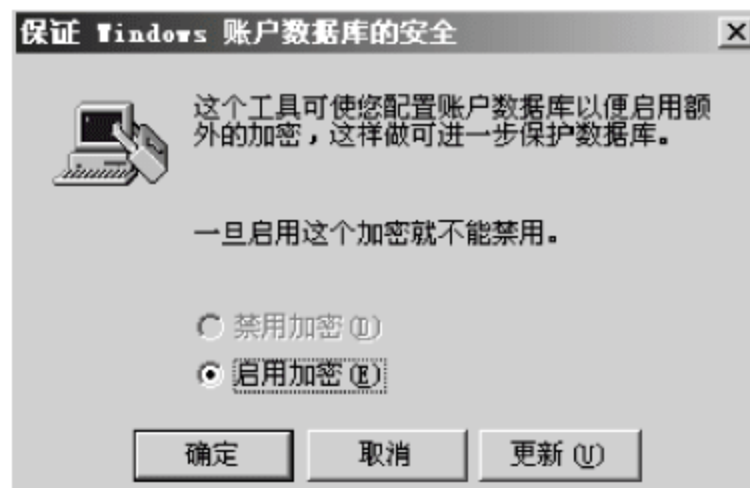 保证 Windows 账户数据库的安全
这个工具可使您配置账户数据库以便启用额
外的加密，这样做可进一步保护数据库。
一旦启用这个加密就不能禁用。
禁用加密(D)
启用加密(E)
确定 取消 更新(U)